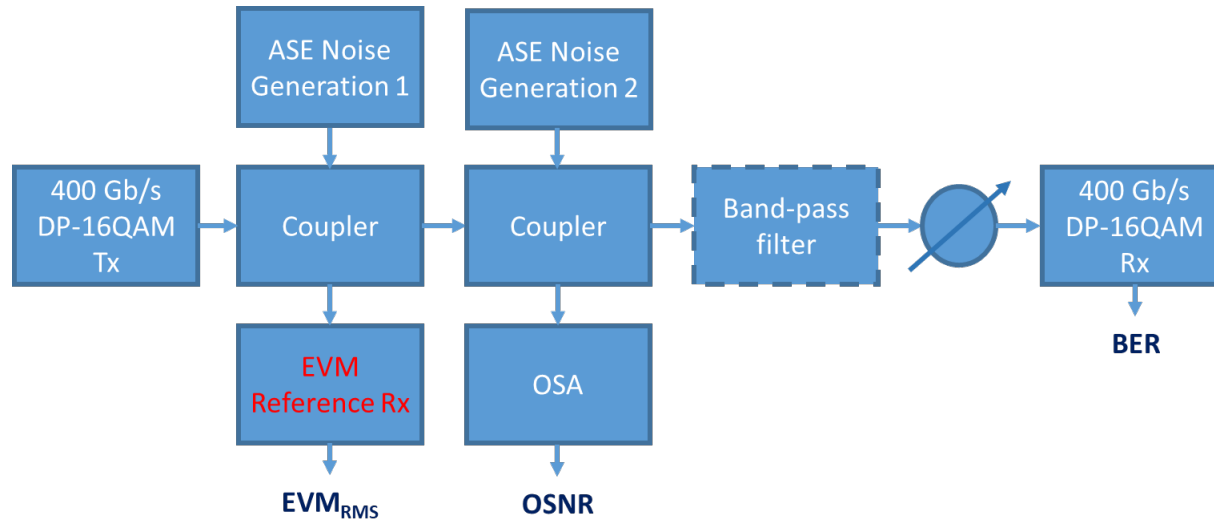 ASE Noise
Generation 1
ASE Noise
Generation 2
400 Gb/s
DP-16QAM
Tx
Coupler
Coupler
Band-pass
filter
400 Gb/s
DP-16QAM
Rx
EVM
Reference Rx
OSA
BER
EVMRMS
OSNR